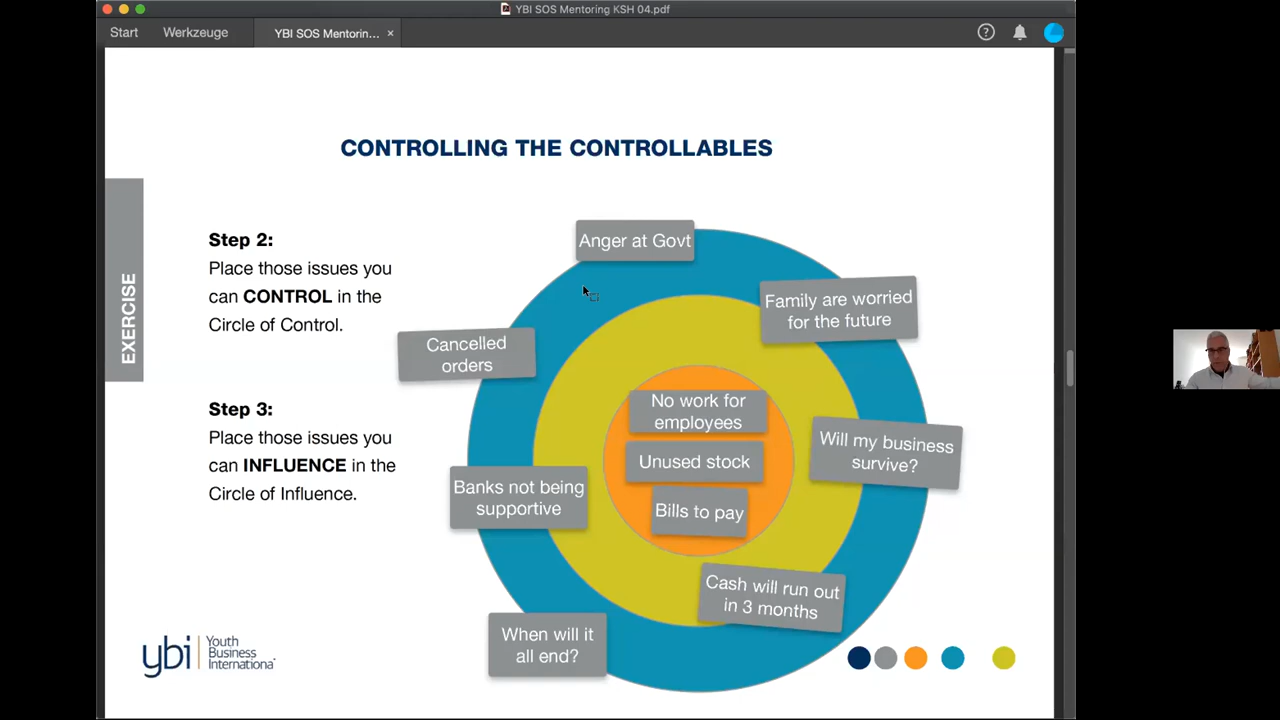 YBI SOS Mentoring KSH 04.pdf
Start
Werkzeuge
YBI SOS Mentorin... ×
CONTROLLING THE CONTROLLABLES
EXERCISE
Step 2:
Place those issues you
can CONTROL in the
Circle of Control.
Step 3:
Place those issues you
can INFLUENCE in the
Circle of Influence.
Anger at Govt
Family are worried
for the future
Cancelled
orders
No work for
employees
Unused stock
Bills to pay
Will my business
survive?
Banks not being
supportive
Cash will run out
in 3 months
When will it
all end?
ybi
Youth
Business
International